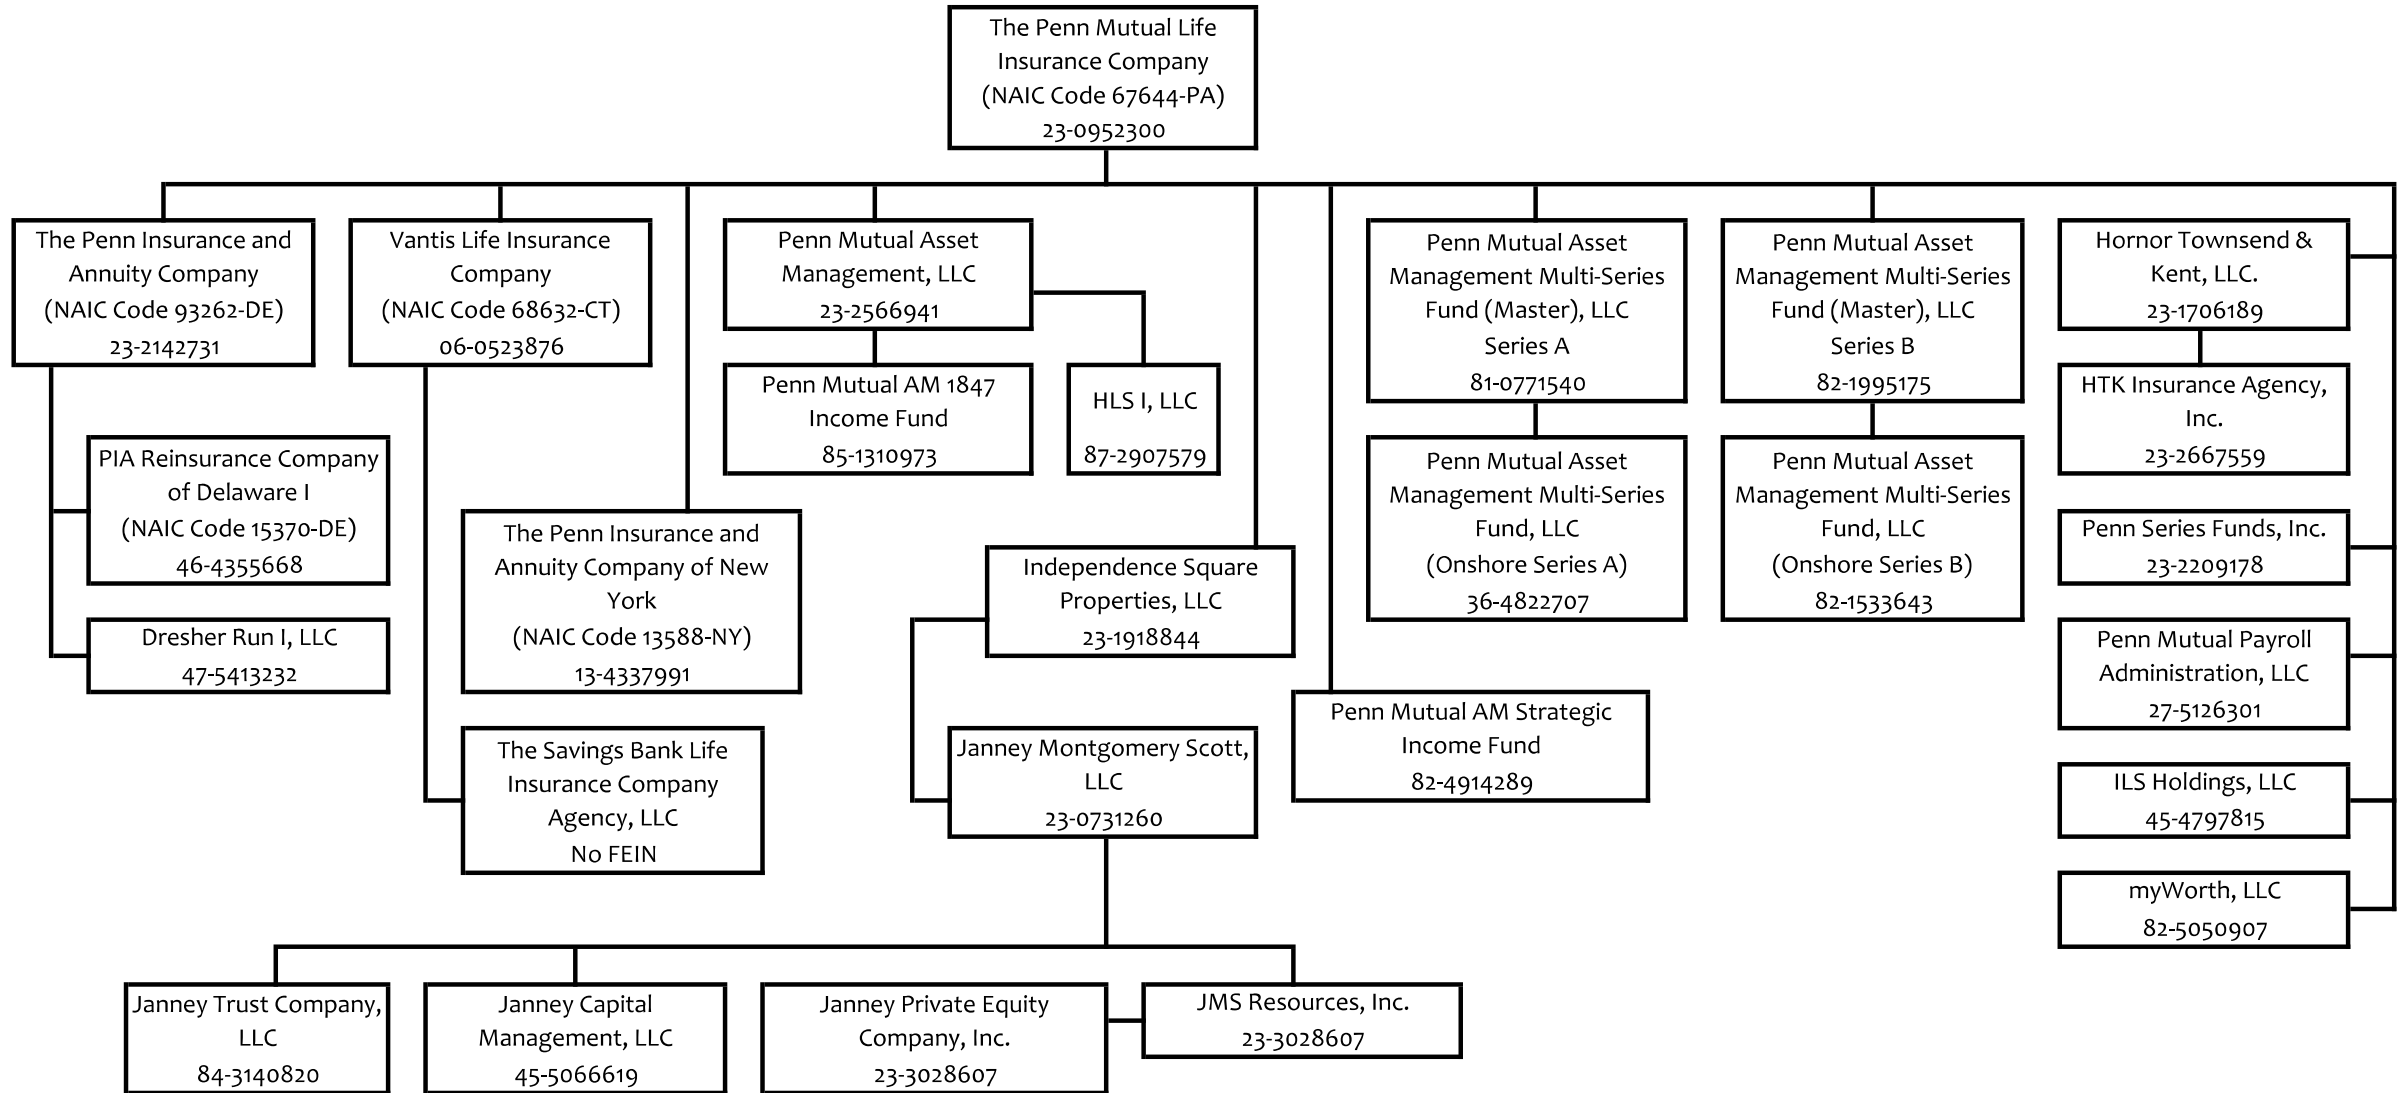 The Penn Mutual Life
Insurance Company
(NAIC Code 67644-PA)
23-0952300
The Penn Insurance and
Annuity Company
(NAIC Code 93262-DE)
23-2142731
Vantis Life Insurance
Company
(NAIC Code 68632-CT)
06-0523876
Penn Mutual Asset
Management, LLC
23-2566941
Penn Mutual Asset
Management Multi-Series
Fund (Master), LLC
Series A
81-0771540
Penn Mutual Asset
Management Multi-Series
Fund (Master), LLC
Series B
82-1995175
Hornor Townsend &
Kent, LLC.
23-1706189
Penn Mutual AM 1847
Income Fund
85-1310973
HLS I, LLC
87-2907579
HTK Insurance Agency,
Inc.
23-2667559
PIA Reinsurance Company
of Delaware I
(NAIC Code 15370-DE)
46-4355668
The Penn Insurance and
Annuity Company of New
York
(NAIC Code 13588-NY)
13-4337991
Independence Square
Properties, LLC
23-1918844
Penn Mutual Asset
Management Multi-Series
Fund, LLC
(Onshore Series A)
36-4822707
Penn Mutual Asset
Management Multi-Series
Fund, LLC
(Onshore Series B)
82-1533643
Penn Series Funds, Inc.
23-2209178
Dresher Run I, LLC
47-5413232
Penn Mutual Payroll
Administration, LLC
27-5126301
The Savings Bank Life
Insurance Company
Agency, LLC
No FEIN
Janney Montgomery Scott,
LLC
23-0731260
Penn Mutual AM Strategic
Income Fund
82-4914289
ILS Holdings, LLC
45-4797815
myWorth, LLC
82-5050907
Janney Trust Company,
LLC
84-3140820
Janney Capital
Management, LLC
45-5066619
Janney Private Equity
Company, Inc.
23-3028607
JMS Resources, Inc.
23-3028607